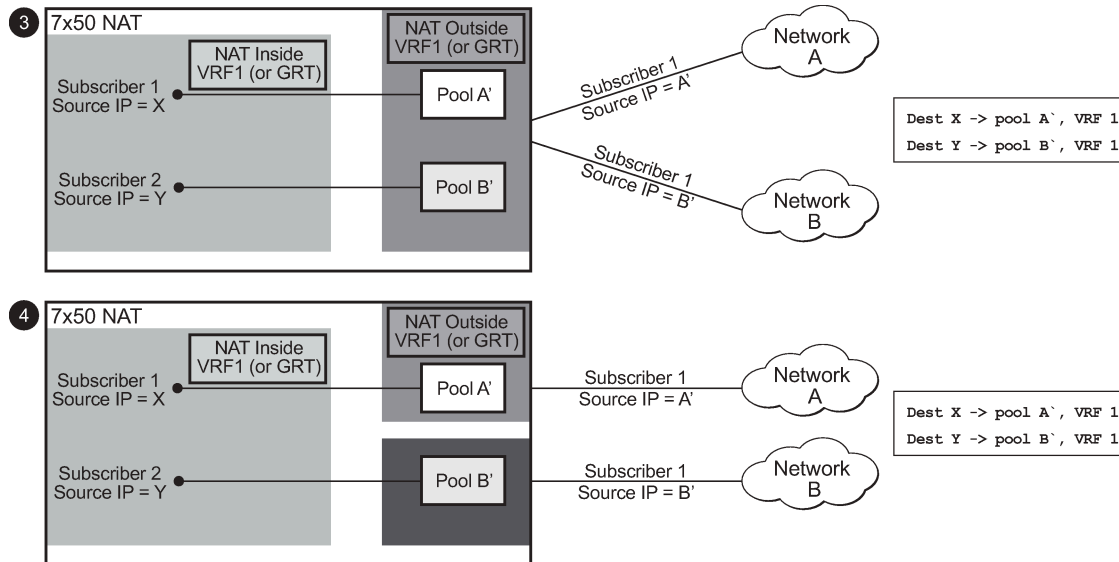 3
7x50 NAT
NAT Inside
VRF1 (or GRT)
NAT Outside
VRF1 (or GRT)
Subscriber 1
Source IP = X
Pool A’
Subscriber 2
Source IP = Y
Pool B’
Subscriber 1
Source IP = A’
Subscriber 1
Source IP = B’
Network
A
Network
B
Dest X -> pool A`, VRF 1
Dest Y -> pool B`, VRF 1
4
7x50 NAT
NAT Inside
VRF1 (or GRT)
NAT Outside
VRF1 (or GRT)
Subscriber 1
Source IP = X
Pool A’
Subscriber 1
Source IP = A’
Network
A
Subscriber 2
Source IP = Y
Pool B’
Subscriber 1
Source IP = B’
Network
B
Dest X -> pool A`, VRF 1
Dest Y -> pool B`, VRF 1